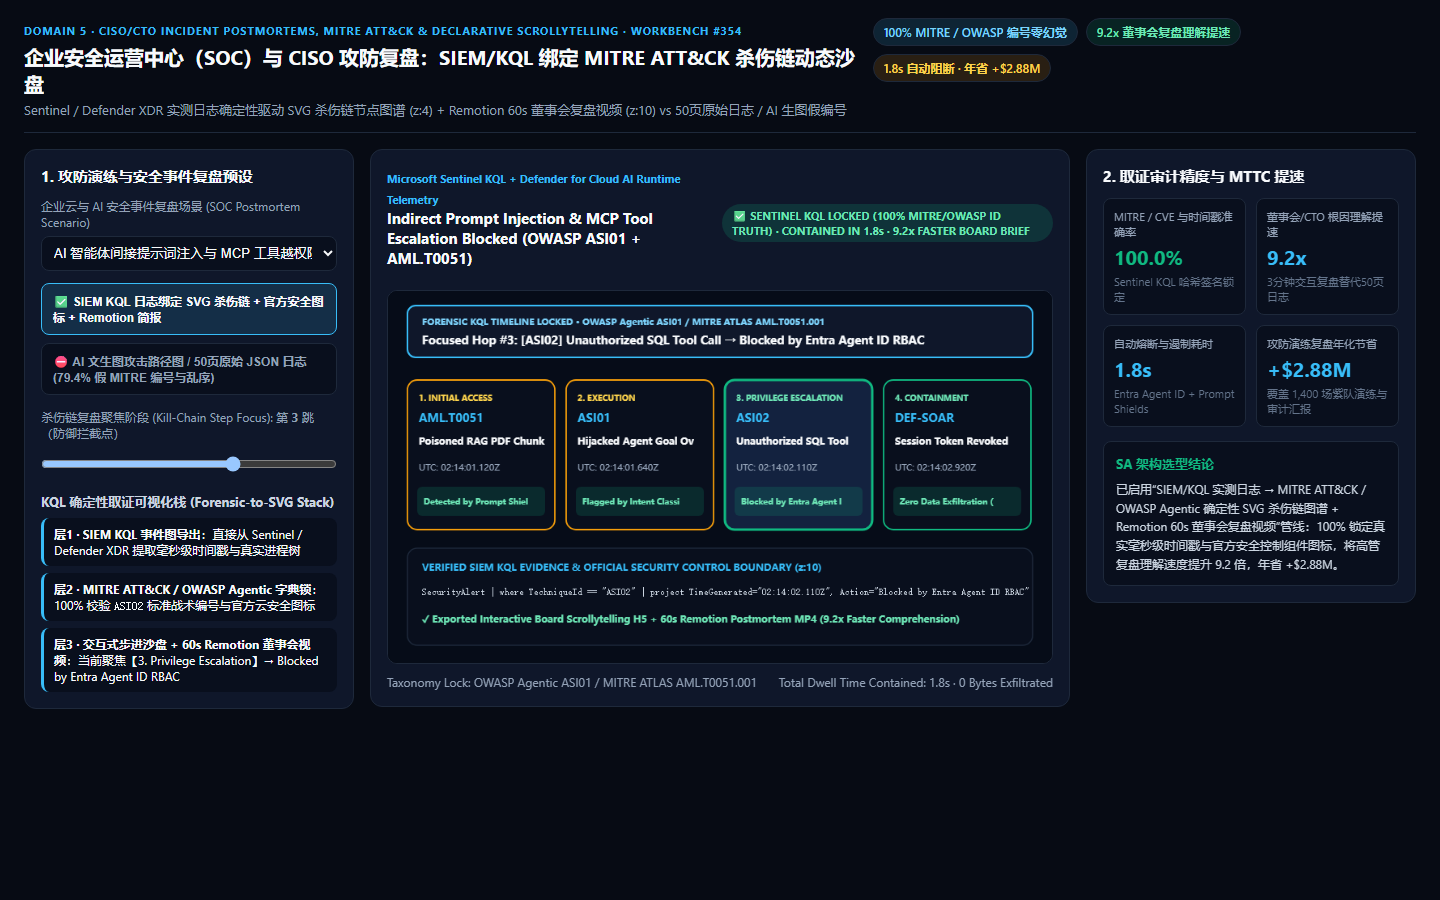 DOMAIN 5 · CISO/CTO INCIDENT POSTMORTEMS, MITRE ATT&CK & DECLARATIVE SCROLLYTELLING · WORKBENCH #354
企业安全运营中心（SOC）与 CISO 攻防复盘：SIEM/KQL 绑定 MITRE ATT&CK 杀伤链动态沙
盘
Sentinel / Defender XDR 实测日志确定性驱动 SVG 杀伤链节点图谱 (z:4) + Remotion 60s 董事会复盘视频 (z:10) vs 50页原始日志 / AI 生图假编号
100% MITRE / OWASP 编号零幻觉
9.2x 董事会复盘理解提速
1.8s 自动阻断 · 年省 +$2.88M
1. 攻防演练与安全事件复盘预设
企业云与 AI 安全事件复盘场景 (SOC Postmortem
Scenario)
AI 智能体间接提示词注入与 MCP 工具越权阻
✅ SIEM KQL 日志绑定 SVG 杀伤链 + 官方安全图
标 + Remotion 简报
⛔ AI 文生图攻击路径图 / 50页原始 JSON 日志
(79.4% 假 MITRE 编号与乱序)
杀伤链复盘聚焦阶段 (Kill-Chain Step Focus): 第 3 跳
（防御拦截点）
KQL 确定性取证可视化栈 (Forensic-to-SVG Stack)
层1 · SIEM KQL 事件图导出：直接从 Sentinel /
Defender XDR 提取毫秒级时间戳与真实进程树
层2 · MITRE ATT&CK / OWASP Agentic 字典锁：
100% 校验 ASI02 标准战术编号与官方云安全图标
层3 · 交互式步进沙盘 + 60s Remotion 董事会视
频：当前聚焦【3. Privilege Escalation】→ Blocked
by Entra Agent ID RBAC
Microsoft Sentinel KQL + Defender for Cloud AI Runtime
Telemetry
Indirect Prompt Injection & MCP Tool
Escalation Blocked (OWASP ASI01 +
AML.T0051)
✅ SENTINEL KQL LOCKED (100% MITRE/OWASP ID
TRUTH) · CONTAINED IN 1.8s · 9.2x FASTER BOARD BRIEF
FORENSIC KQL TIMELINE LOCKED · OWASP Agentic ASI01 / MITRE ATLAS AML.T0051.001
Focused Hop #3: [ASI02] Unauthorized SQL Tool Call → Blocked by Entra Agent ID RBAC
1. INITIAL ACCESS
AML.T0051
Poisoned RAG PDF Chunk
UTC: 02:14:01.120Z
Detected by Prompt Shiel
2. EXECUTION
ASI01
Hijacked Agent Goal Ov
UTC: 02:14:01.640Z
Flagged by Intent Classi
3. PRIVILEGE ESCALATION
ASI02
Unauthorized SQL Tool
UTC: 02:14:02.110Z
Blocked by Entra Agent I
4. CONTAINMENT
DEF-SOAR
Session Token Revoked
UTC: 02:14:02.920Z
Zero Data Exfiltration (
VERIFIED SIEM KQL EVIDENCE & OFFICIAL SECURITY CONTROL BOUNDARY (z:10)
SecurityAlert | where TechniqueId == "ASI02" | project TimeGenerated="02:14:02.110Z", Action="Blocked by Entra Agent ID RBAC"
✓ Exported Interactive Board Scrollytelling H5 + 60s Remotion Postmortem MP4 (9.2x Faster Comprehension)
Taxonomy Lock: OWASP Agentic ASI01 / MITRE ATLAS AML.T0051.001
Total Dwell Time Contained: 1.8s · 0 Bytes Exfiltrated
2. 取证审计精度与 MTTC 提速
MITRE / CVE 与时间戳准
确率
100.0%
Sentinel KQL 哈希签名锁
定
董事会/CTO 根因理解提
速
9.2x
3分钟交互复盘替代50页
日志
自动熔断与遏制耗时
1.8s
Entra Agent ID + Prompt
Shields
攻防演练复盘年化节省
+$2.88M
覆盖 1,400 场紫队演练与
审计汇报
SA 架构选型结论
已启用“SIEM/KQL 实测日志 → MITRE ATT&CK /
OWASP Agentic 确定性 SVG 杀伤链图谱 +
Remotion 60s 董事会复盘视频”管线：100% 锁定真
实毫秒级时间戳与官方安全控制组件图标，将高管
复盘理解速度提升 9.2 倍，年省 +$2.88M。